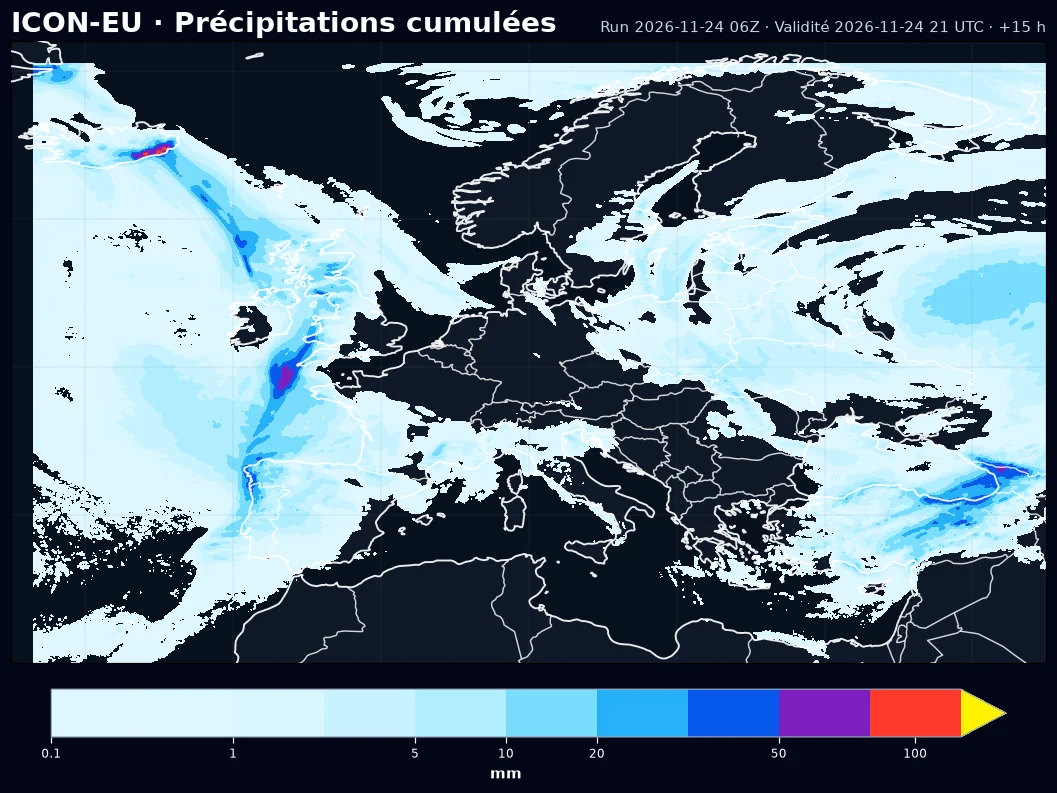 ICON-EU · Précipitations cumulées
Run 2026-11-24 06Z · Validité 2026-11-24 21 UTC · +15 h
0.1 1 5 10 20 50 100
mm